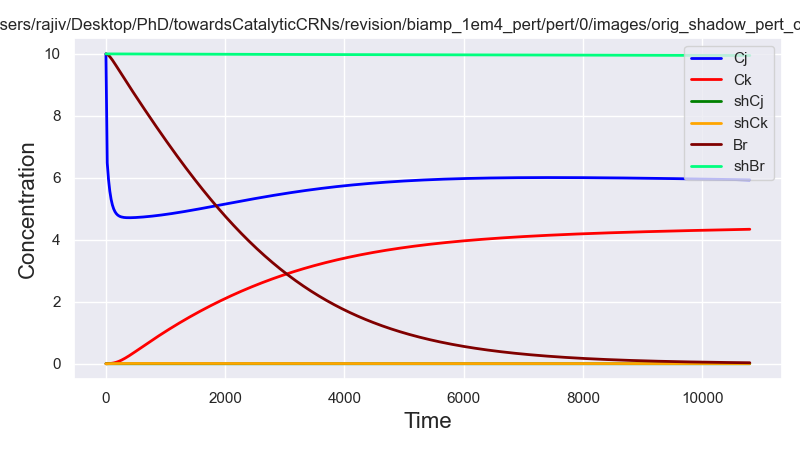 sers/rajiv/Desktop/PhD/towardsCatalyticCRNs/revision/biamp_1em4_pert/pert/0/images/orig_shadow_pert_c
10
8
6
4
2
0
Concentration
Cj
Ck
shCj
shCk
Br
shBr
0 2000 4000 6000 8000 10000
Time